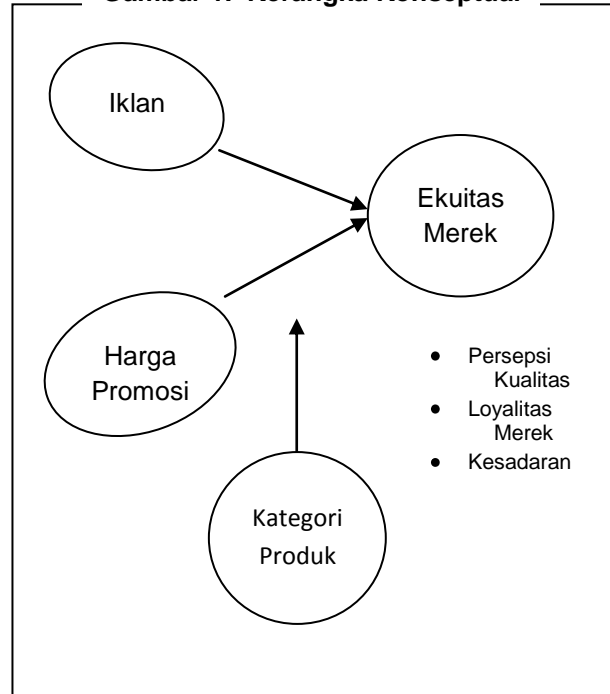 Gambar 1. Kerangka Konseptual
Iklan
Ekuitas
Merek
Harga
Promosi
• Persepsi
Kualitas
• Loyalitas
Merek
• Kesadaran
Kategori
Produk